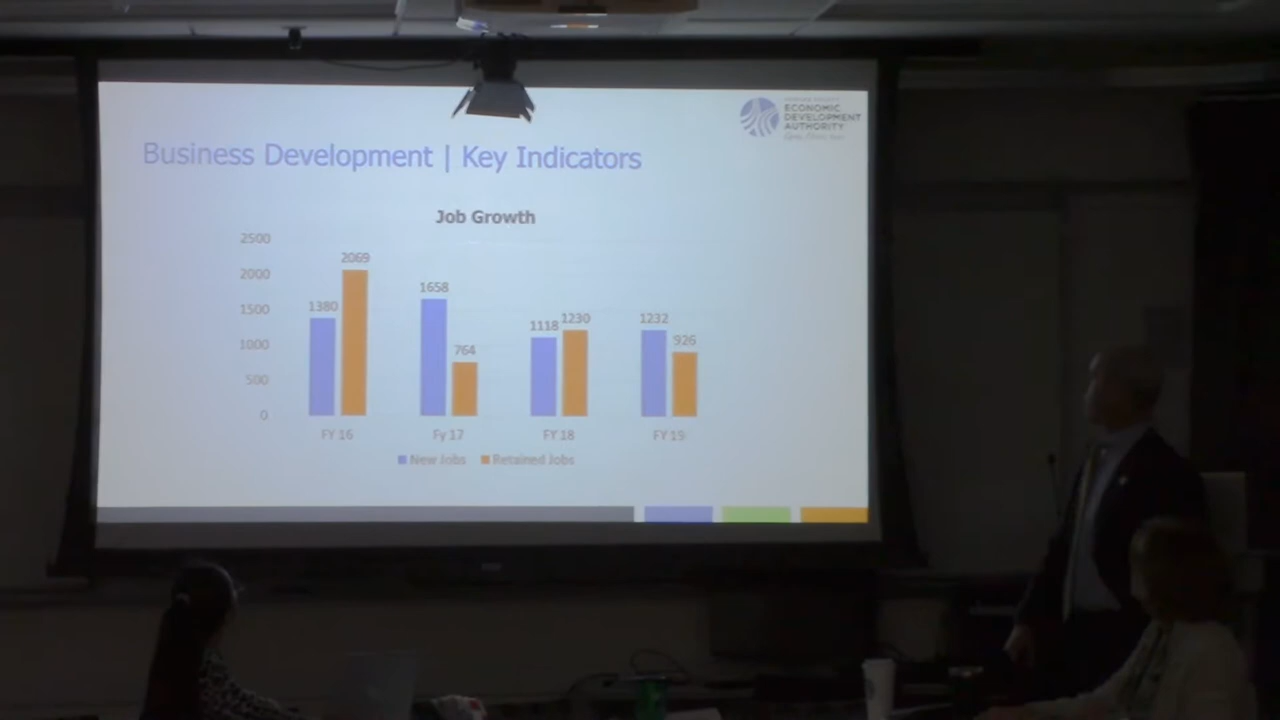 ECONOMIC
DEVELOPMENT
AUTHORITY
Business Development | Key Indicators
Job Growth
2500
2000
1500
1000
500
0
1380
2069
1658
764
1118
1230
1232
926
FY 16
Fy 17
FY 18
FY 19
New Jobs
Retained Jobs